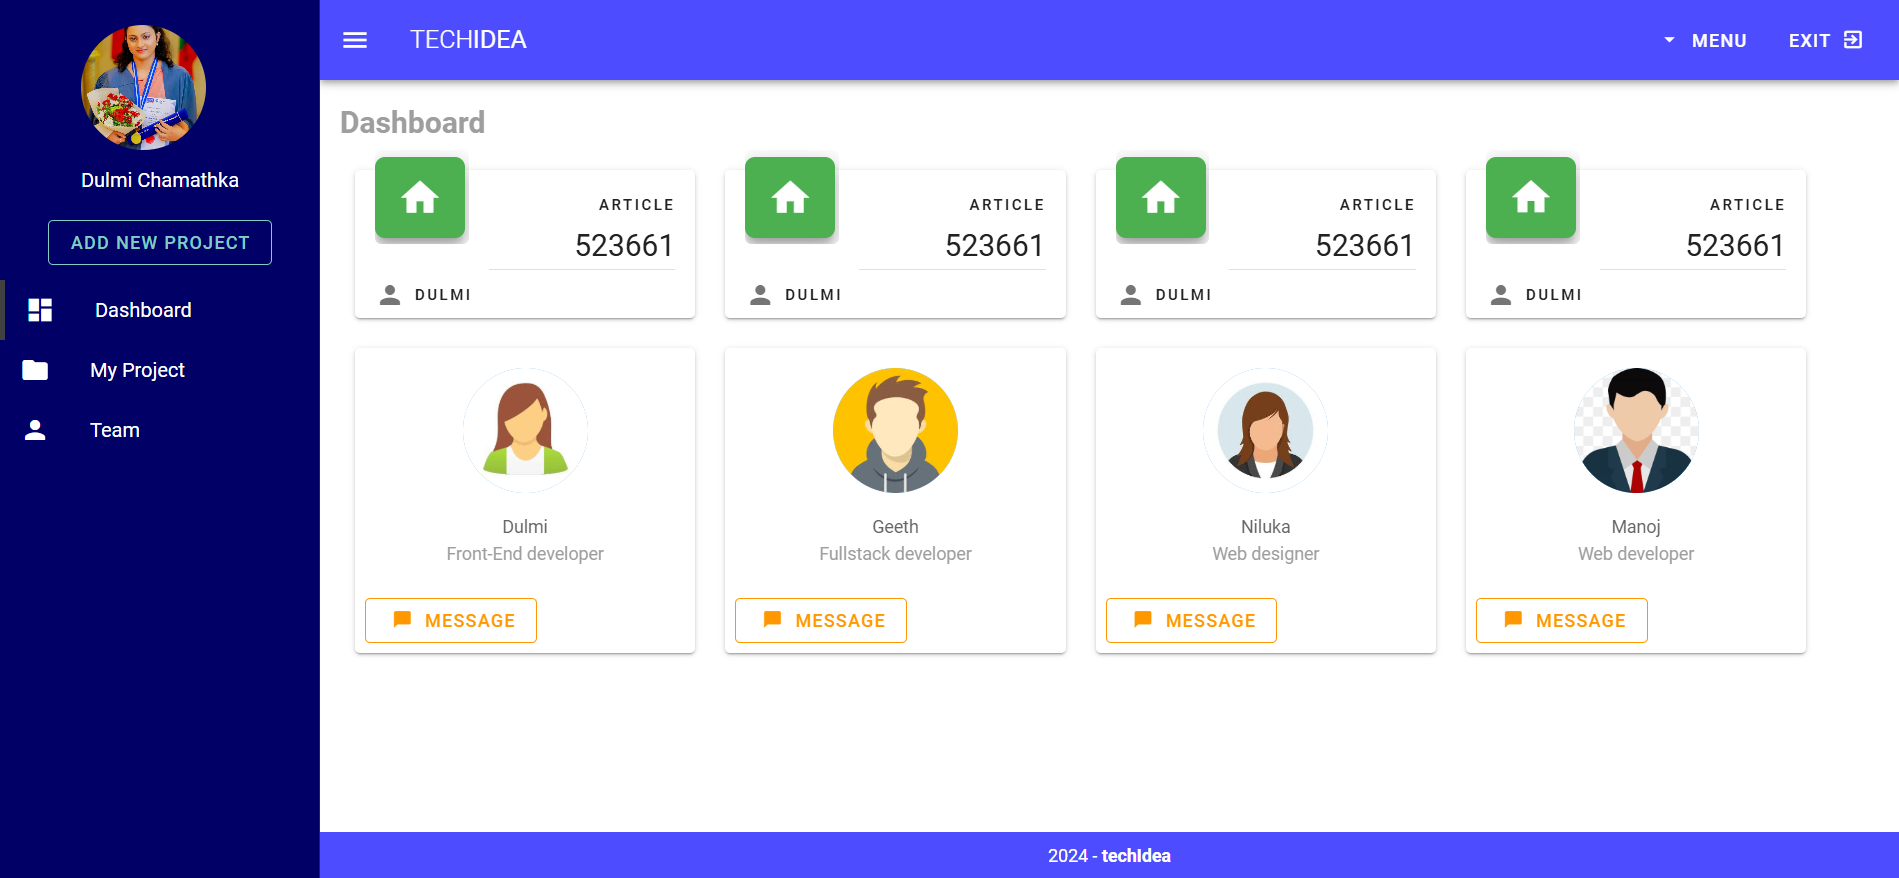 Dulmi Chamathka
ADD NEW PROJECT
Dashboard
My Project
Team
TECHIDEA
MENU
EXIT
Dashboard
ARTICLE
523661
DULMI
ARTICLE
523661
DULMI
ARTICLE
523661
DULMI
ARTICLE
523661
DULMI
Dulmi
Front-End developer
MESSAGE
Geeth
Fullstack developer
MESSAGE
Niluka
Web designer
MESSAGE
Manoj
Web developer
MESSAGE
2024 - techIdea